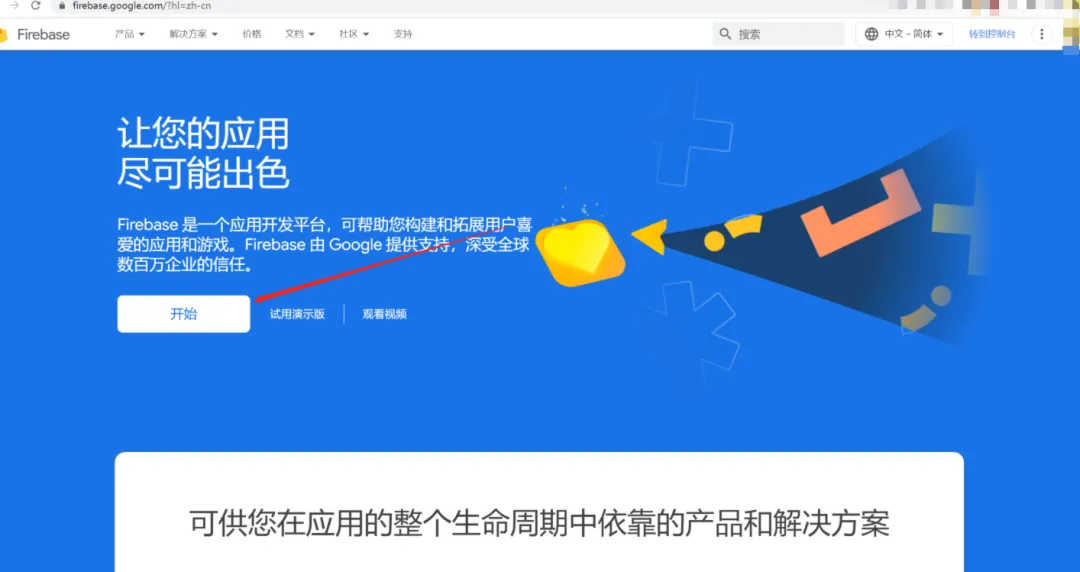 firebase.google.com/?hl=zh-cn
Firebase 产品 解决方案 价格 文档 社区 支持 搜索 中文 – 简体 转到控制台
让您的应用
尽可能出色
Firebase 是一个应用开发平台，可帮助您构建和拓展用户喜
爱的应用和游戏。Firebase 由 Google 提供支持，深受全球
数百万企业的信任。
开始 试用演示版 观看视频
可供您在应用的整个生命周期中依靠的产品和解决方案